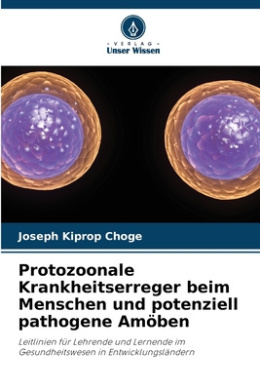 • VERLAG •
Unser Wissen
Joseph Kiprop Choge
Protozoonale
Krankheitserreger beim
Menschen und potenziell
pathogene Amöben
Leitlinien für Lehrende und Lernende im
Gesundheitswesen in Entwicklungsländern